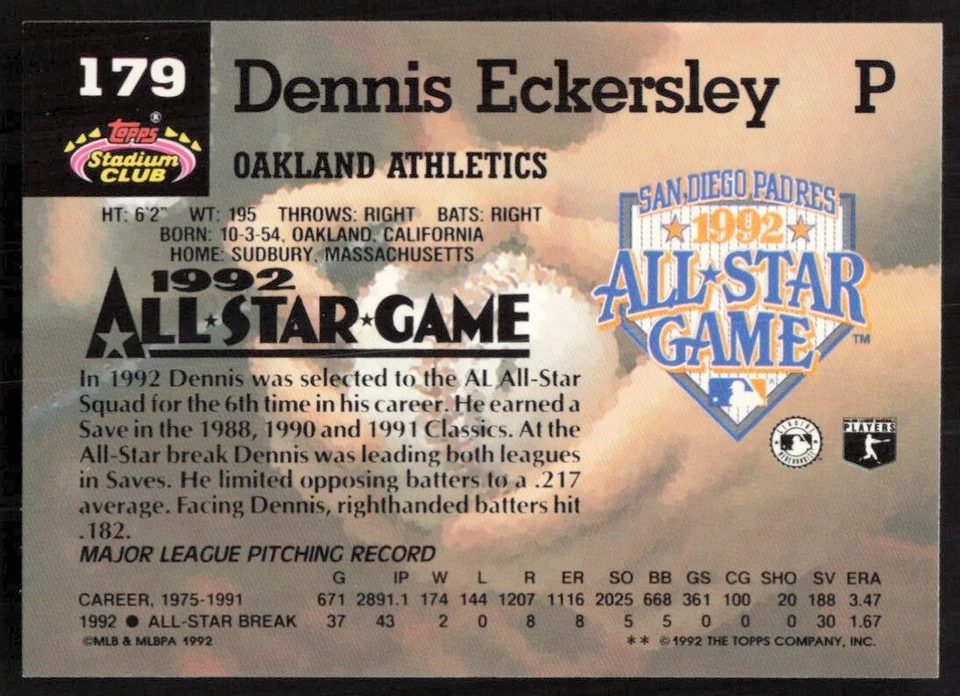 179
Dennis Eckersley P
Topps®
Stadium
CLUB
OAKLAND ATHLETICS
HT: 6'2" WT: 195 THROWS: RIGHT BATS: RIGHT
BORN: 10-3-54, OAKLAND, CALIFORNIA
HOME: SUDBURY, MASSACHUSETTS
SAN DIEGO PADRES
1992
ALL★STAR
GAME
TM
1992
ALL★STAR★GAME
In 1992 Dennis was selected to the AL All-Star
Squad for the 6th time in his career. He earned a
Save in the 1988, 1990 and 1991 Classics. At the
All-Star break Dennis was leading both leagues
in Saves. He limited opposing batters to a .217
average. Facing Dennis, righthanded batters hit
.182.
GENUINE
MEMORABILIA
MAJOR LEAGUE BASEBALL
PLAYERS
MAJOR LEAGUE PITCHING RECORD
G IP W L R ER SO BB GS CG SHO SV ERA
CAREER, 1975-1991 671 2891.1 174 144 1207 1116 2025 668 361 100 20 188 3.47
1992 ● ALL-STAR BREAK 37 43 2 0 8 8 5 5 0 0 0 30 1.67
©MLB & MLBPA 1992 ** ©1992 THE TOPPS COMPANY, INC.